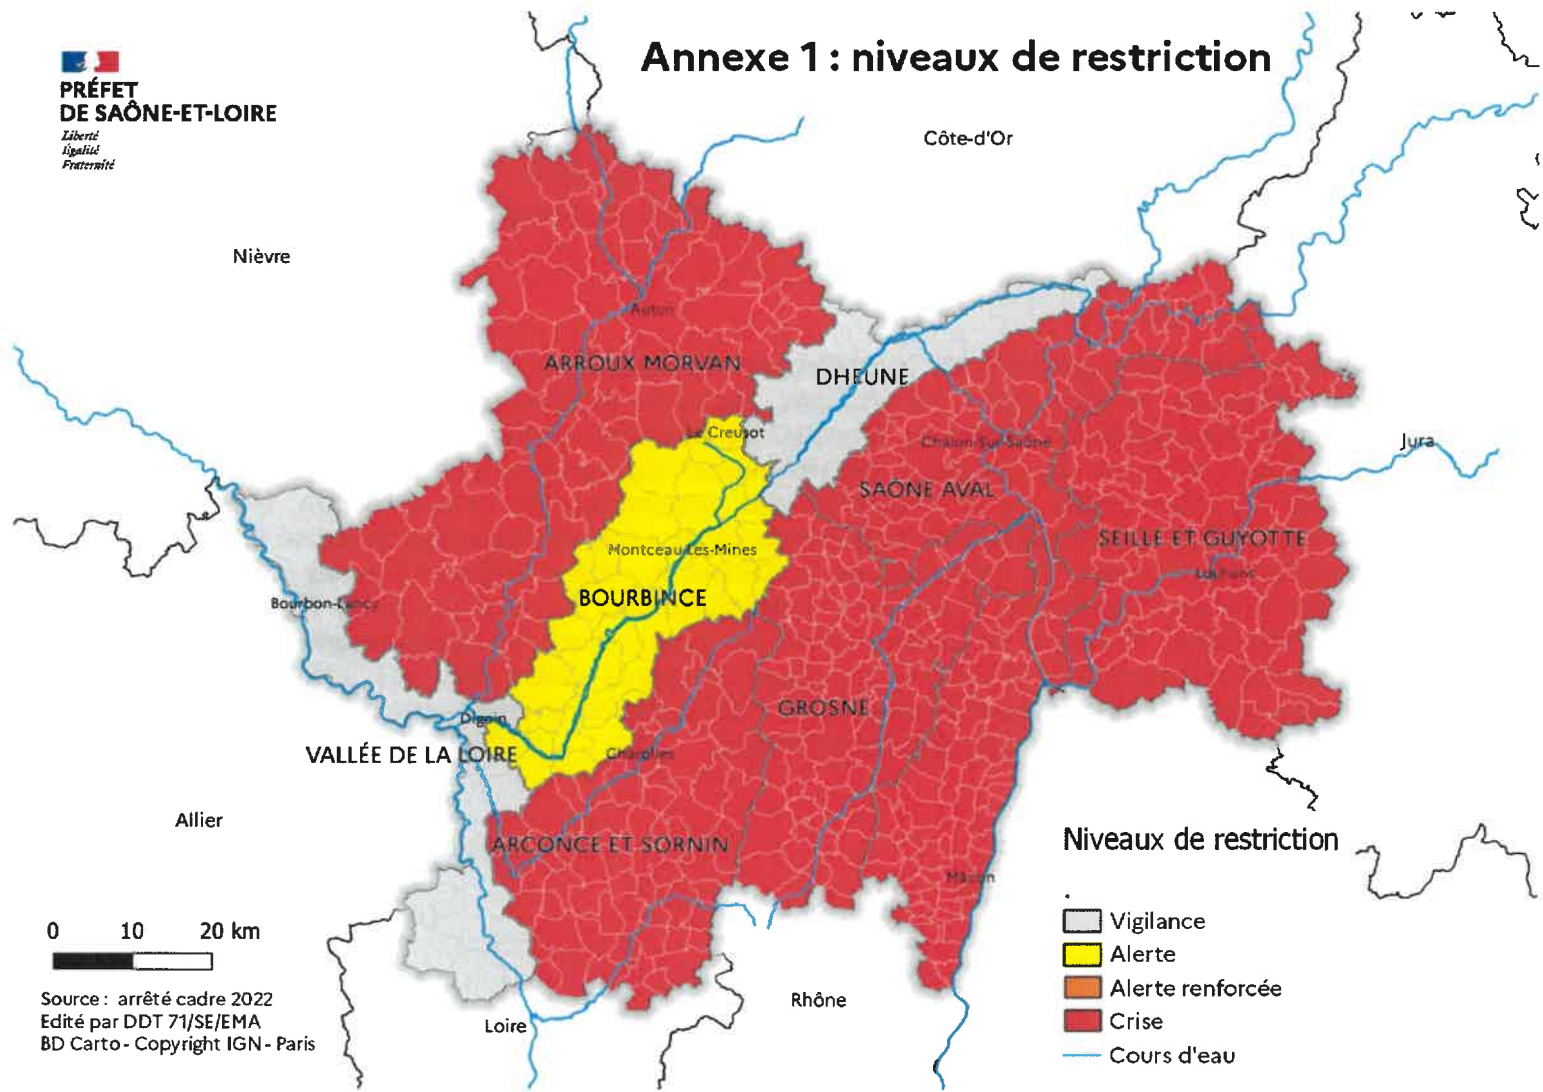 Annexe 1 : niveaux de restriction
PRÉFET
DE SAÔNE-ET-LOIRE
Liberté
Égalité
Fraternité
Côte-d'Or
Nièvre
Autun
ARROUX MORVAN
DHEUNE
Le Creusot
Chalon-sur-Saône
Jura
SAÔNE AVAL
SEILLE ET GUYOTTE
Montceau-Les-Mines
Louhans
BOURBINCE
Bourbon-Lancy
GROSNE
Digoin
VALLÉE DE LA LOIRE
Charolles
Allier
ARCONCE ET SORNIN
Mâcon
Rhône
Loire
0 10 20 km
Source : arrêté cadre 2022
Edité par DDT 71/SE/EMA
BD Carto - Copyright IGN - Paris
Niveaux de restriction
Vigilance
Alerte
Alerte renforcée
Crise
Cours d'eau